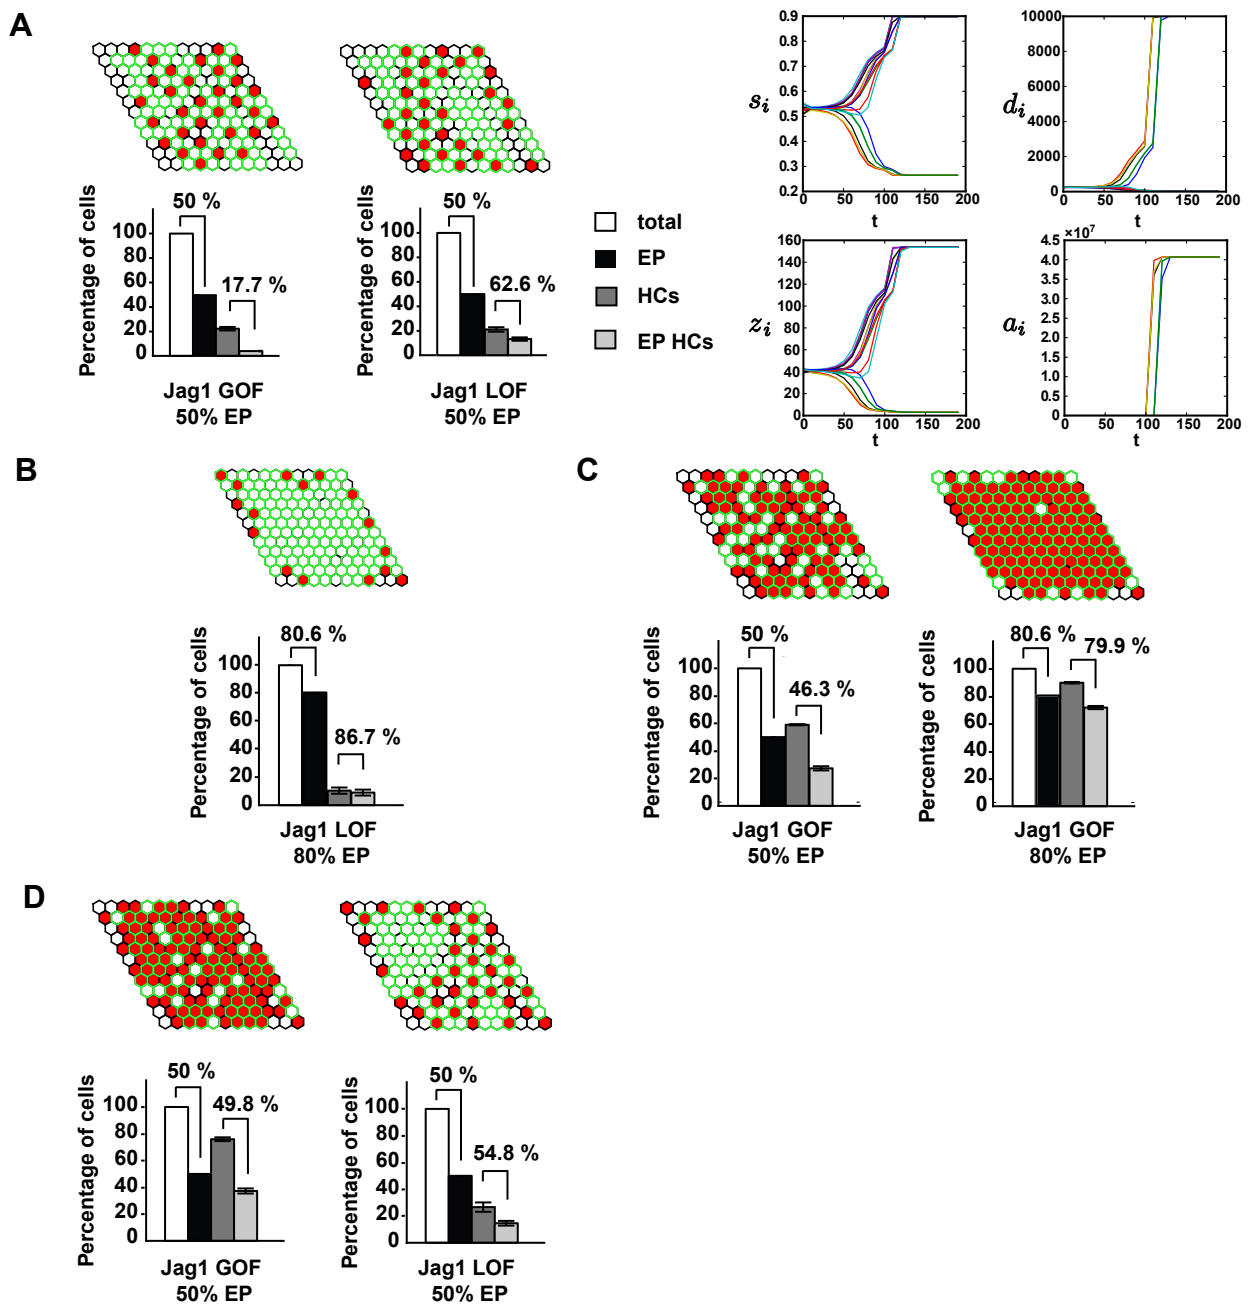 A
Percentage of cells
100
80
60
40
20
0
50 %
17.7 %
Jag1 GOF
50% EP
Percentage of cells
100
80
60
40
20
0
50 %
62.6 %
Jag1 LOF
50% EP
total
EP
HCs
EP HCs
s_i
0.9
0.8
0.7
0.6
0.5
0.4
0.3
0.2
0 50 100 150 200
t
d_i
10000
8000
6000
4000
2000
0
0 50 100 150 200
t
z_i
160
140
120
100
80
60
40
20
0
0 50 100 150 200
t
a_i
×10⁷
4.5
4.0
3.5
3.0
2.5
2.0
1.5
1.0
0.5
0
0 50 100 150 200
t
B
Percentage of cells
100
80
60
40
20
0
80.6 %
86.7 %
Jag1 LOF
80% EP
C
Percentage of cells
100
80
60
40
20
0
50 %
46.3 %
Jag1 GOF
50% EP
Percentage of cells
100
80
60
40
20
0
80.6 %
79.9 %
Jag1 GOF
80% EP
D
Percentage of cells
100
80
60
40
20
0
50 %
49.8 %
Jag1 GOF
50% EP
Percentage of cells
100
80
60
40
20
0
50 %
54.8 %
Jag1 LOF
50% EP